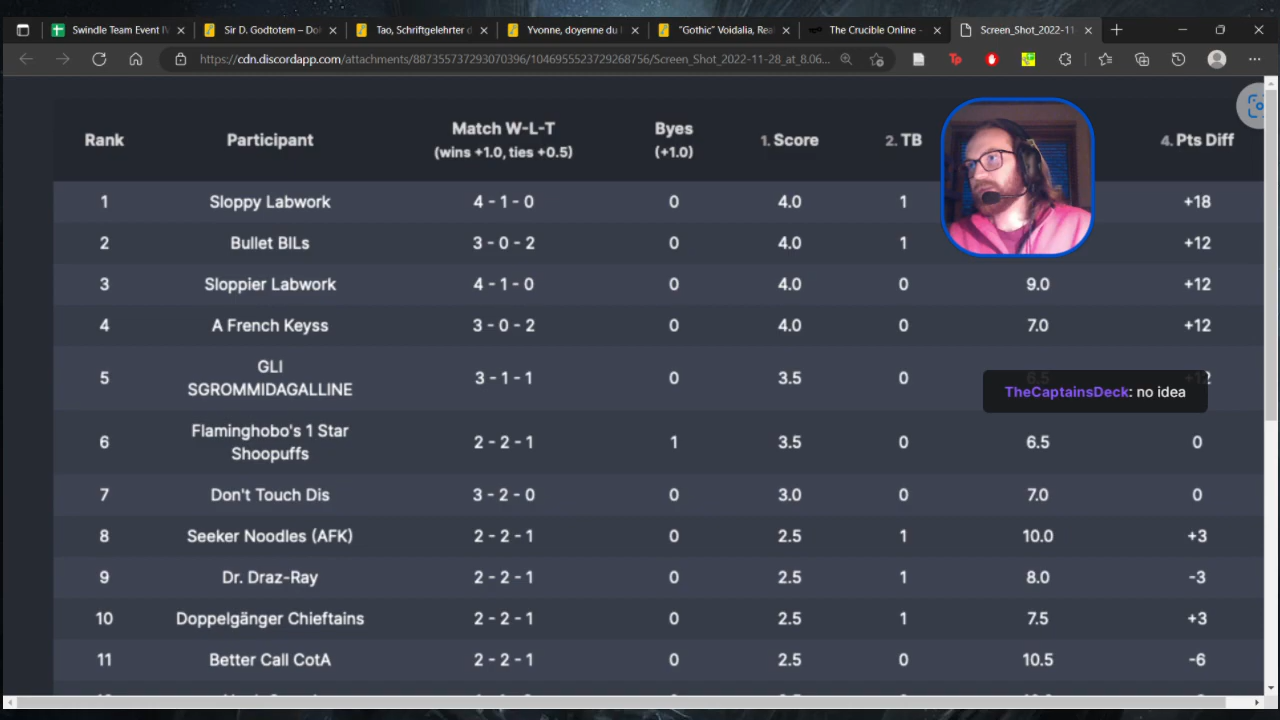 Swindle Team Event IV
Sir D. Godtotem – Do
Tao, Schriftgelehrter d
Yvonne, doyenne du
"Gothic" Voidalia, Rea
The Crucible Online -
Screen_Shot_2022-11
https://cdn.discordapp.com/attachments/887355737293070396/1046955523729268756/Screen_Shot_2022-11-28_at_8.06...
Rank Participant Match W-L-T (wins +1.0, ties +0.5) Byes (+1.0) 1. Score 2. TB 4. Pts Diff
1 Sloppy Labwork 4 - 1 - 0 0 4.0 1 +18
2 Bullet BILs 3 - 0 - 2 0 4.0 1 +12
3 Sloppier Labwork 4 - 1 - 0 0 4.0 0 9.0 +12
4 A French Keyss 3 - 0 - 2 0 4.0 0 7.0 +12
5 GLI SGROMMIDAGALLINE 3 - 1 - 1 0 3.5 0 6.5 +12
TheCaptainsDeck: no idea
6 Flaminghobo's 1 Star Shoopuffs 2 - 2 - 1 1 3.5 0 6.5 0
7 Don't Touch Dis 3 - 2 - 0 0 3.0 0 7.0 0
8 Seeker Noodles (AFK) 2 - 2 - 1 0 2.5 1 10.0 +3
9 Dr. Draz-Ray 2 - 2 - 1 0 2.5 1 8.0 -3
10 Doppelgänger Chieftains 2 - 2 - 1 0 2.5 1 7.5 +3
11 Better Call CotA 2 - 2 - 1 0 2.5 0 10.5 -6